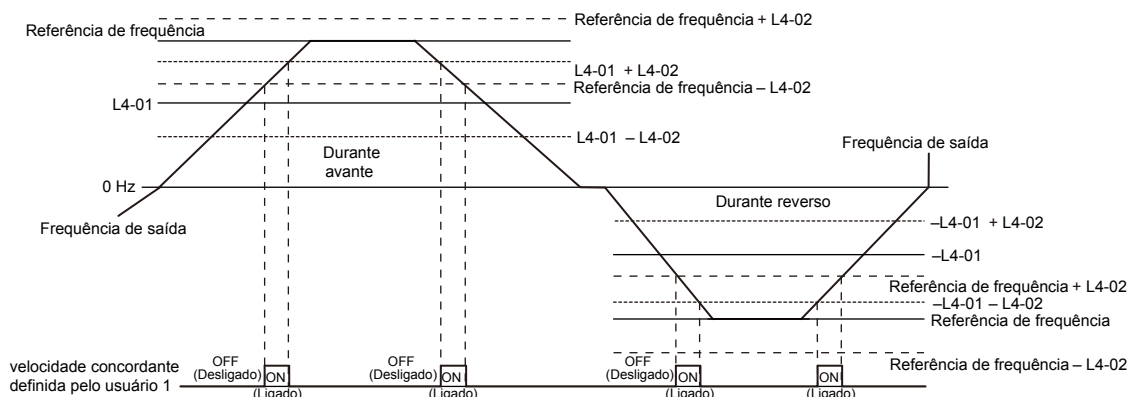 Referência de frequência + L4-02
Referência de frequência
L4-01 + L4-02
Referência de frequência – L4-02
L4-01
L4-01 – L4-02
Durante
avante
Frequência de saída
0 Hz
Durante reverso
Frequência de saída
–L4-01 + L4-02
–L4-01
Referência de frequência + L4-02
–L4-01 – L4-02
Referência de frequência
Referência de frequência – L4-02
velocidade concordante
definida pelo usuário 1
OFF
(Desligado)
ON
(Ligado)
OFF
(Desligado)
ON
(Ligado)
OFF
(Desligado)
ON
(Ligado)
ON
(Ligado)